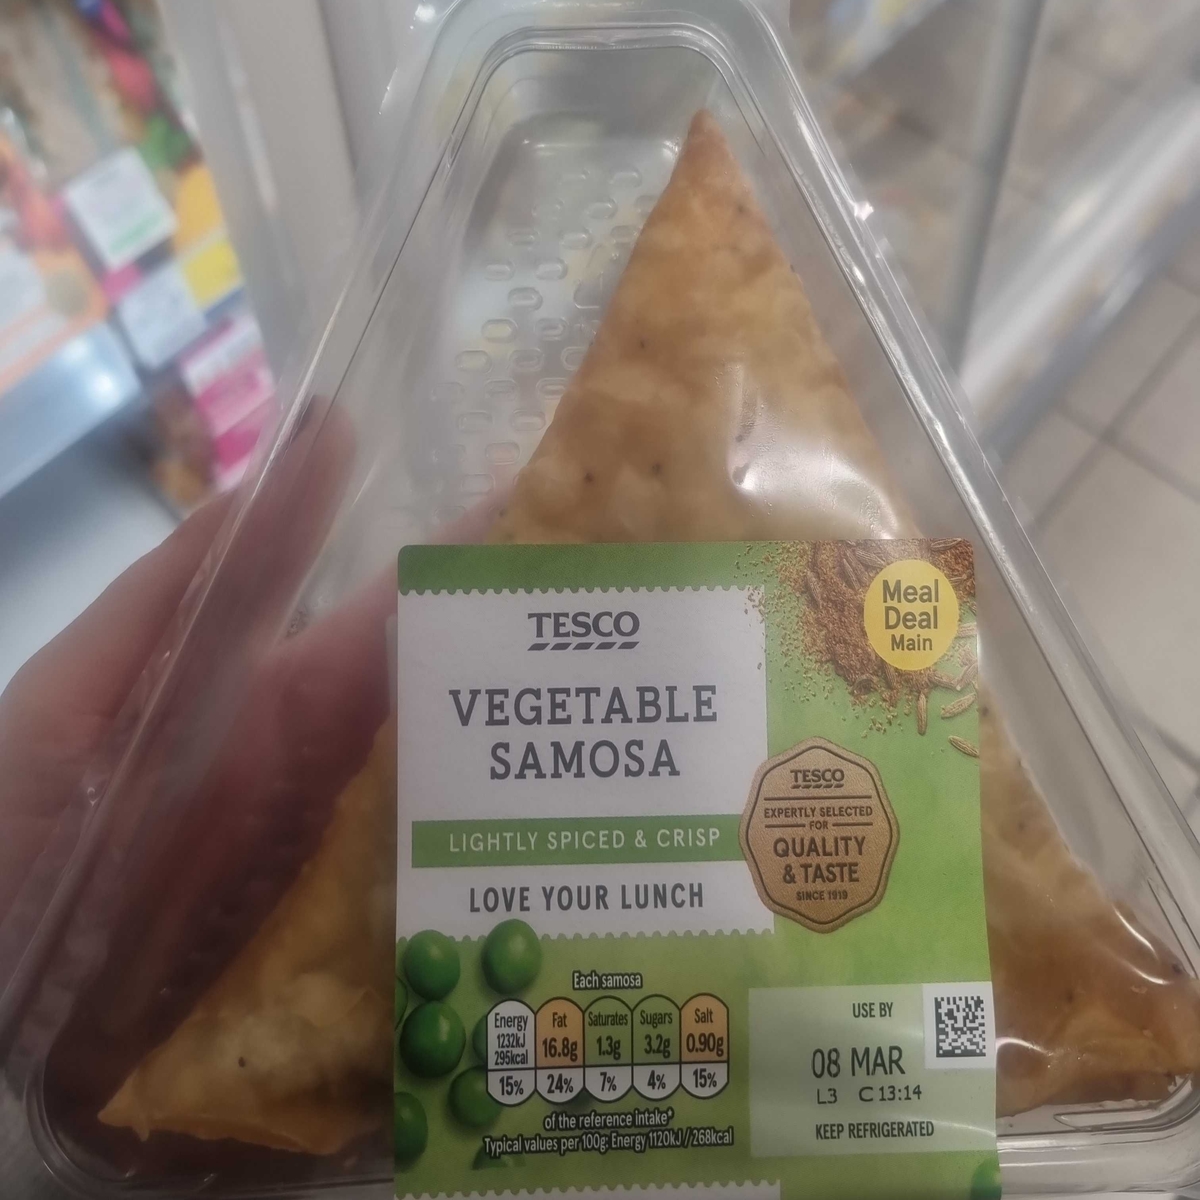 TESCO
VEGETABLE
SAMOSA
LIGHTLY SPICED & CRISP
LOVE YOUR LUNCH
Meal
Deal
Main
TESCO
EXPERTLY SELECTED
FOR
QUALITY
& TASTE
SINCE 1919
Each samosa
Energy 1232kJ 295kcal 15%
Fat 16.8g 24%
Saturates 1.3g 7%
Sugars 3.2g 4%
Salt 0.90g 15%
of the reference intake*
Typical values per 100g: Energy 1120kJ / 268kcal
USE BY
08 MAR
L3 C 13:14
KEEP REFRIGERATED